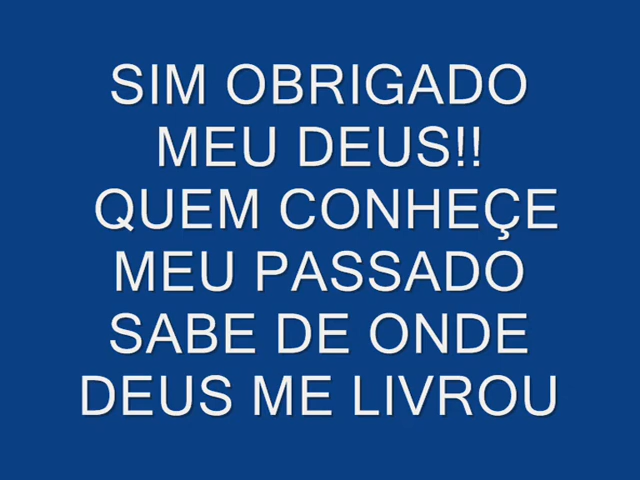 SIM OBRIGADO
MEU DEUS!!
QUEM CONHEÇE
MEU PASSADO
SABE DE ONDE
DEUS ME LIVROU